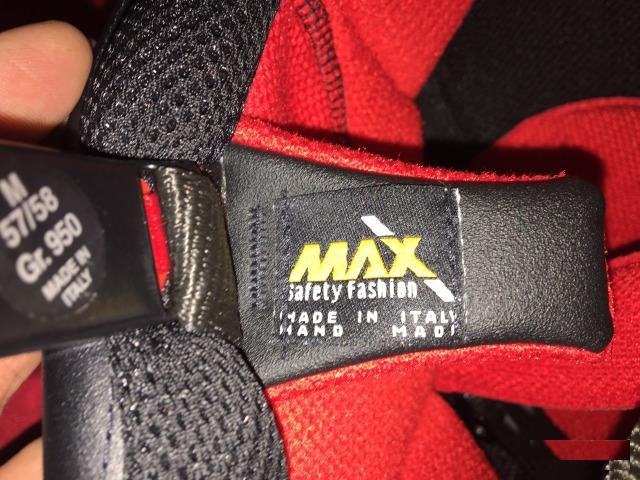 M
57/58
Gr. 950
MADE IN
ITALY
MAX
Safety Fashion
MADE IN ITALY
HAND MADE